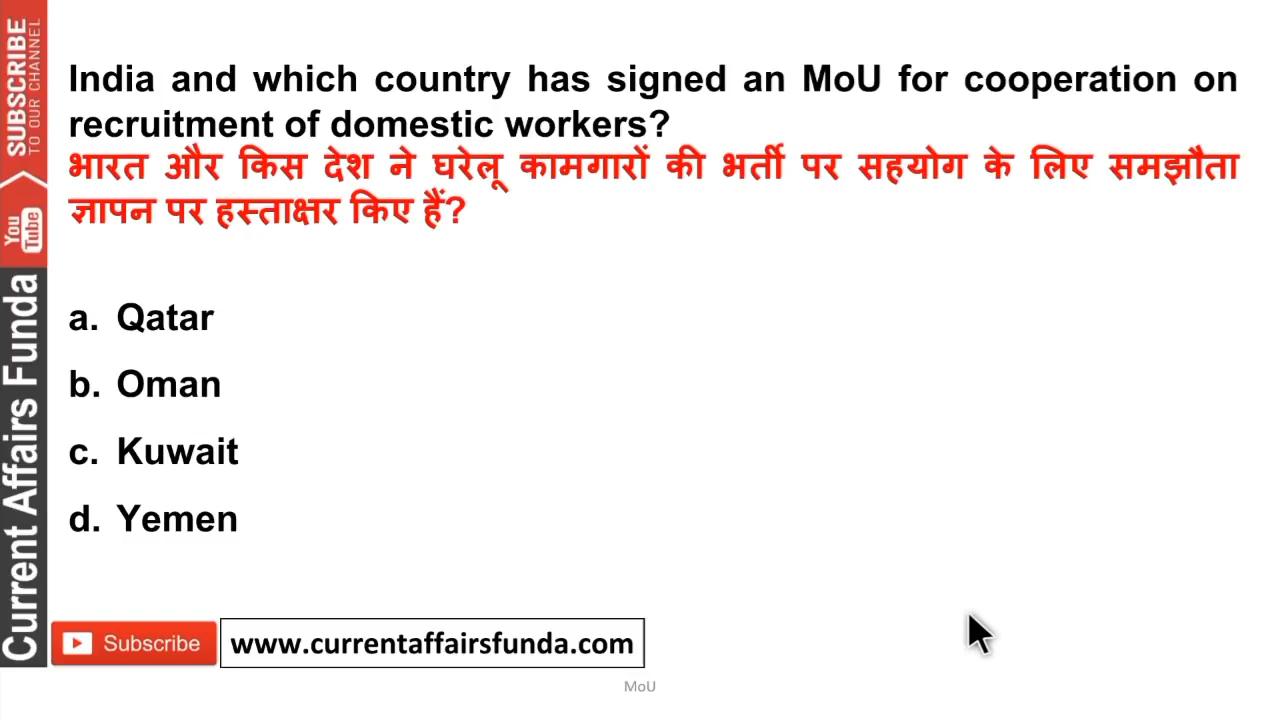 India and which country has signed an MoU for cooperation on
recruitment of domestic workers?
भारत और किस देश ने घरेलू कामगारों की भर्ती पर सहयोग के लिए समझौता
ज्ञापन पर हस्ताक्षर किए हैं?
a. Qatar
b. Oman
c. Kuwait
d. Yemen
SUBSCRIBE
TO OUR CHANNEL
You
Tube
Current Affairs Funda
Subscribe
www.currentaffairsfunda.com
MoU